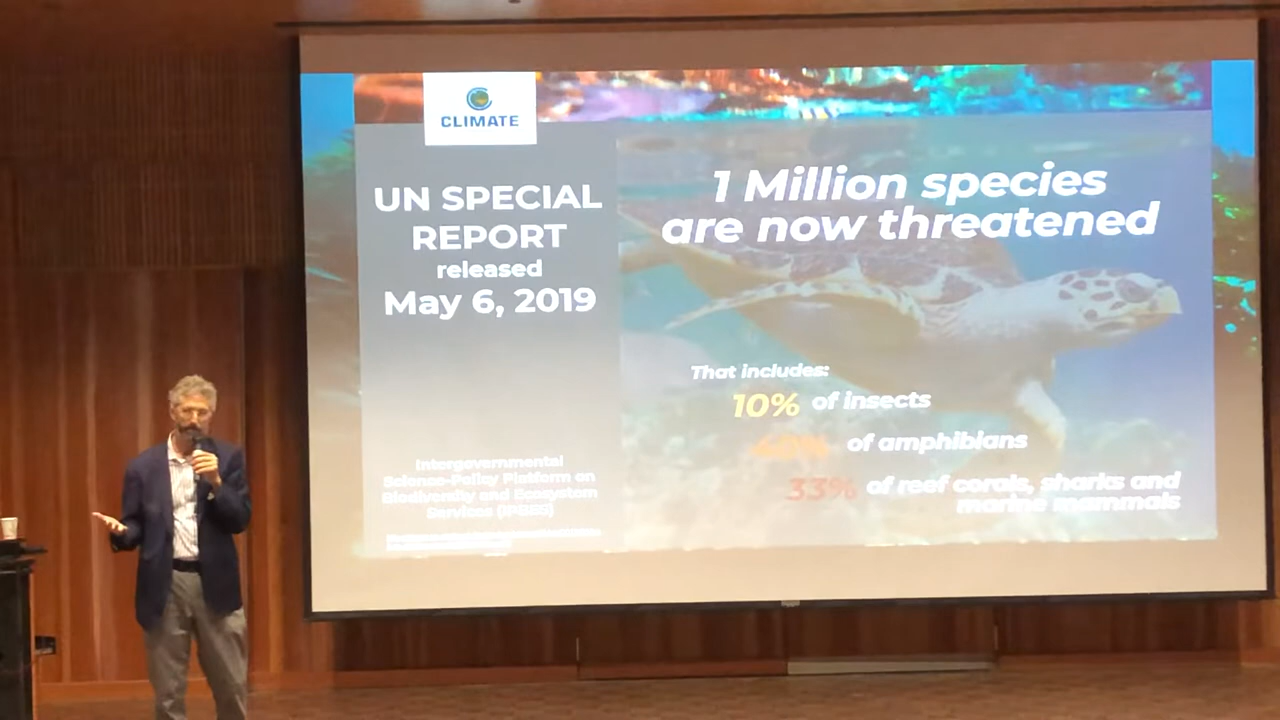 CLIMATE
UN SPECIAL
REPORT
released
May 6, 2019
Intergovernmental
Science-Policy Platform on
Biodiversity and Ecosystem
Services (IPBES)
1 Million species
are now threatened
That includes:
10% of insects
40% of amphibians
33% of reef corals, sharks and
marine mammals